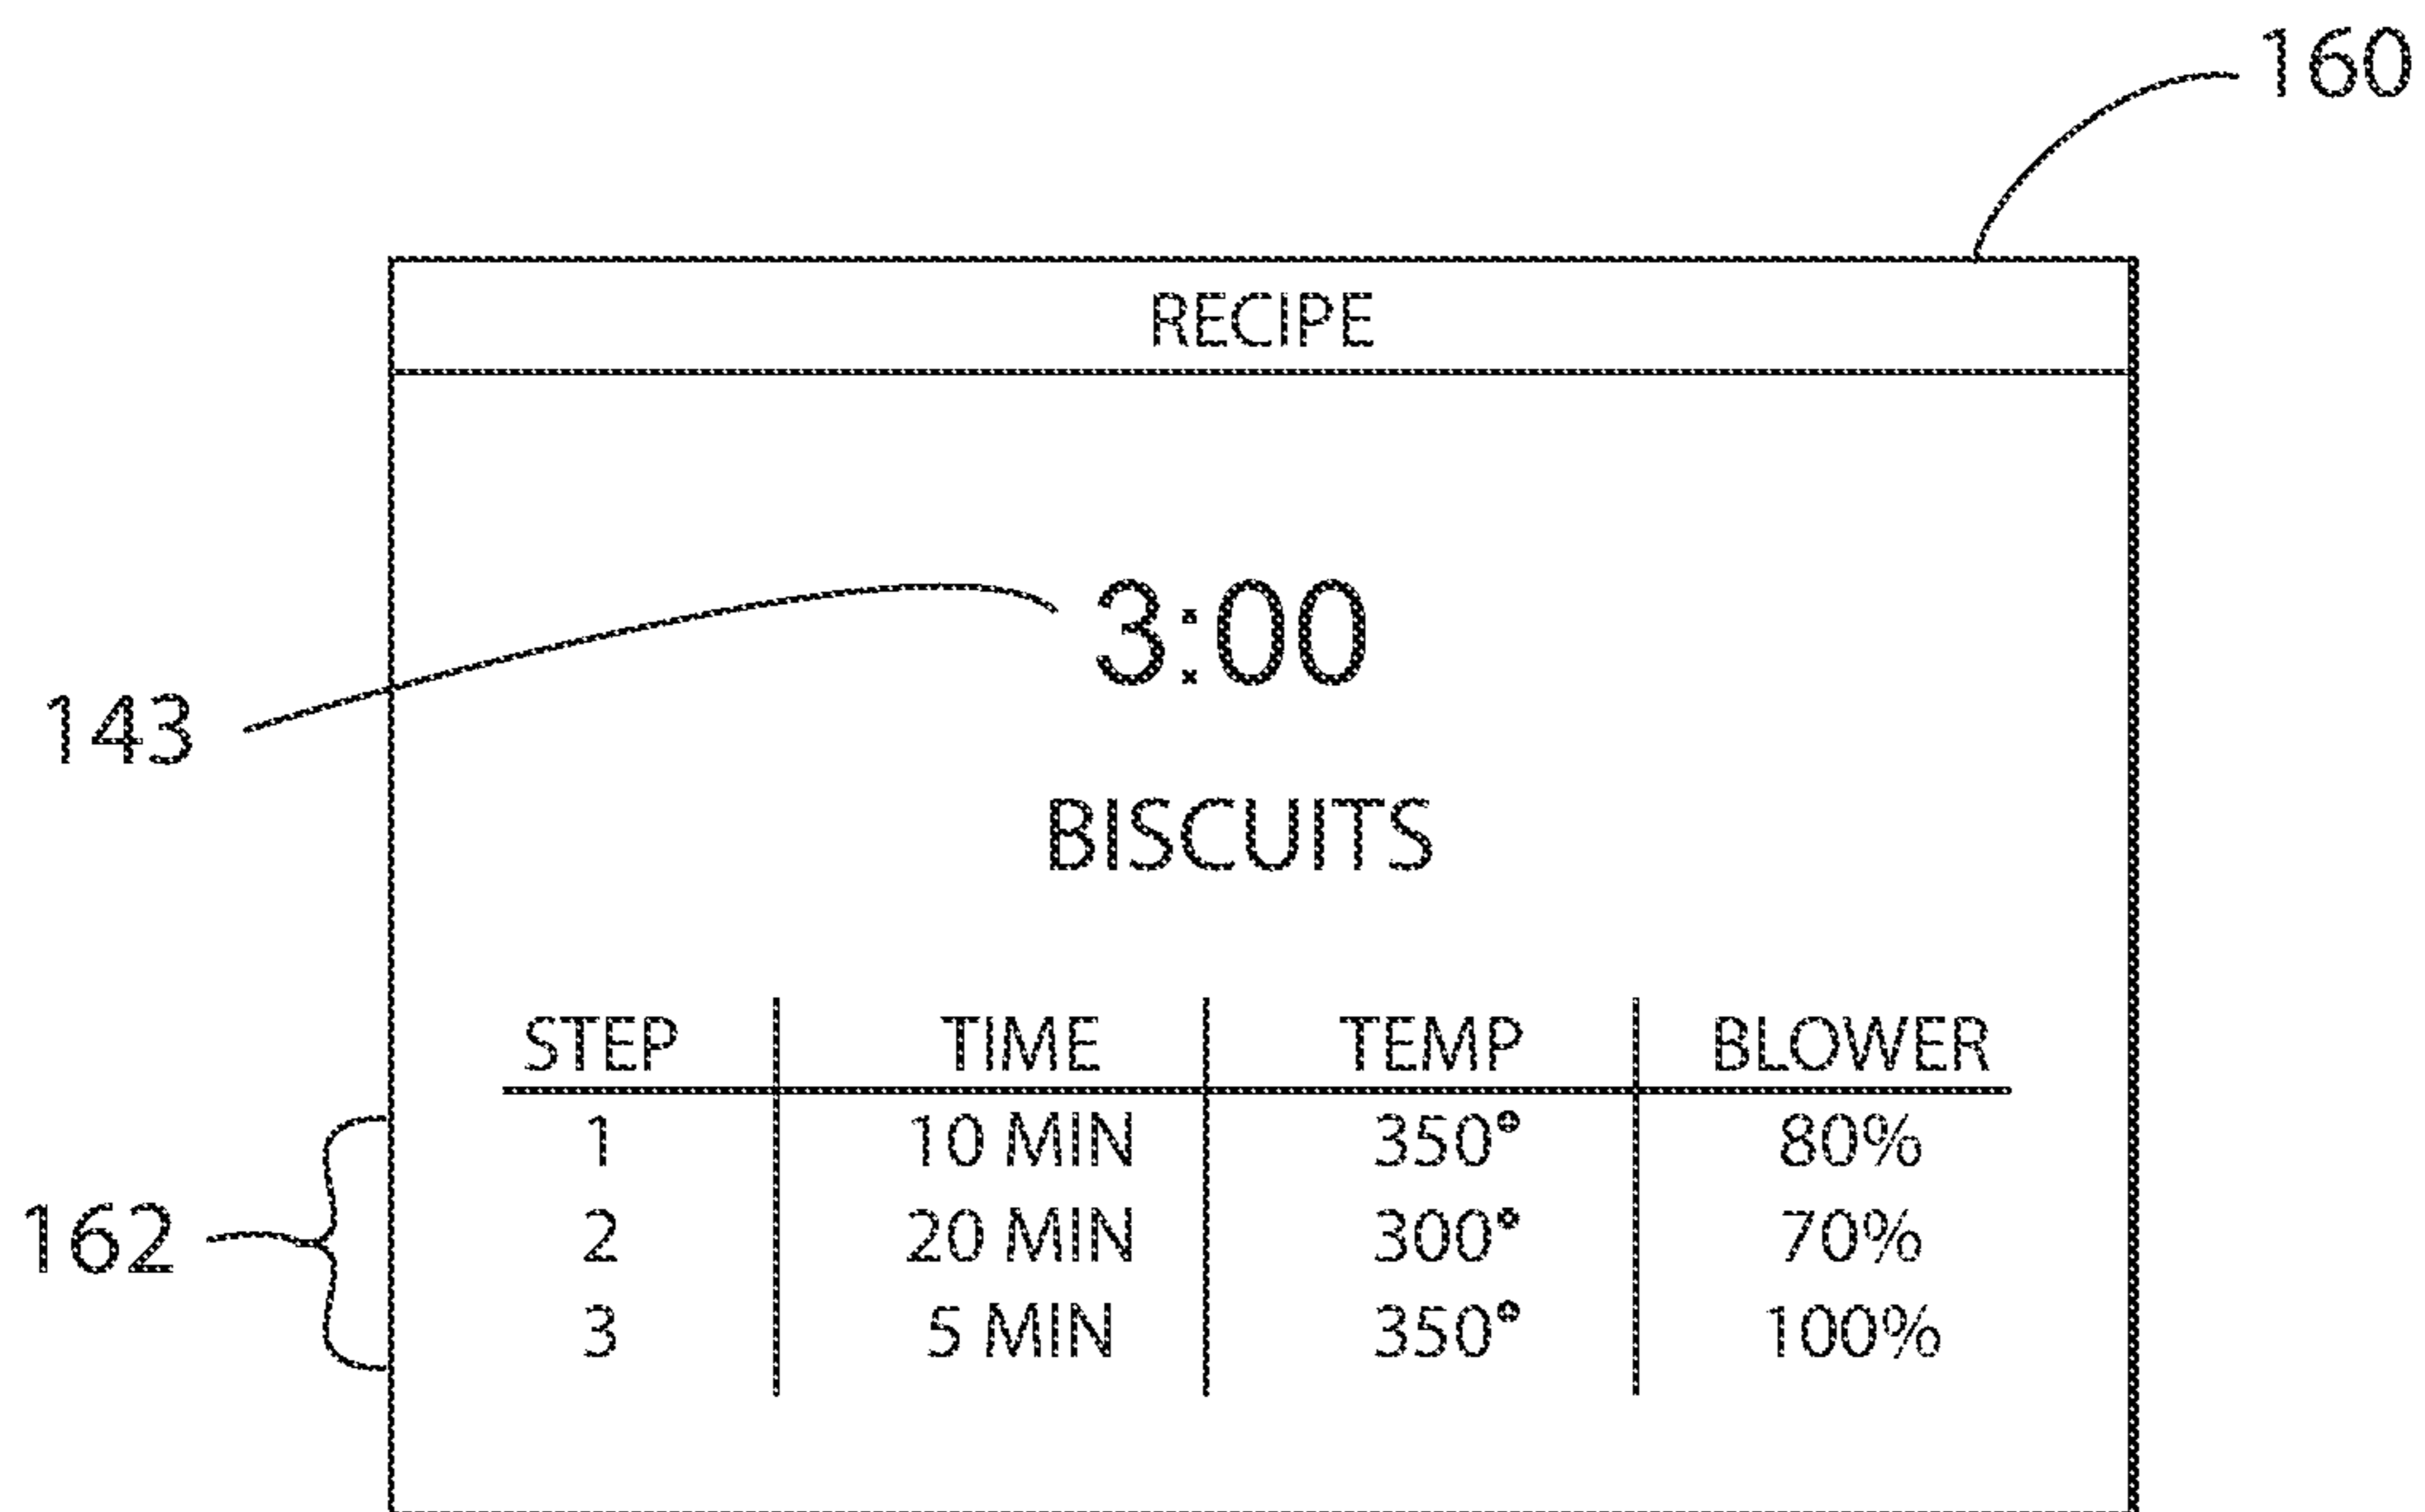 160
RECIPE
3:00
143
BISCUITS
STEP TIME TEMP BLOWER
1 10 MIN 350° 80%
162 2 20 MIN 300° 70%
3 5 MIN 350° 100%